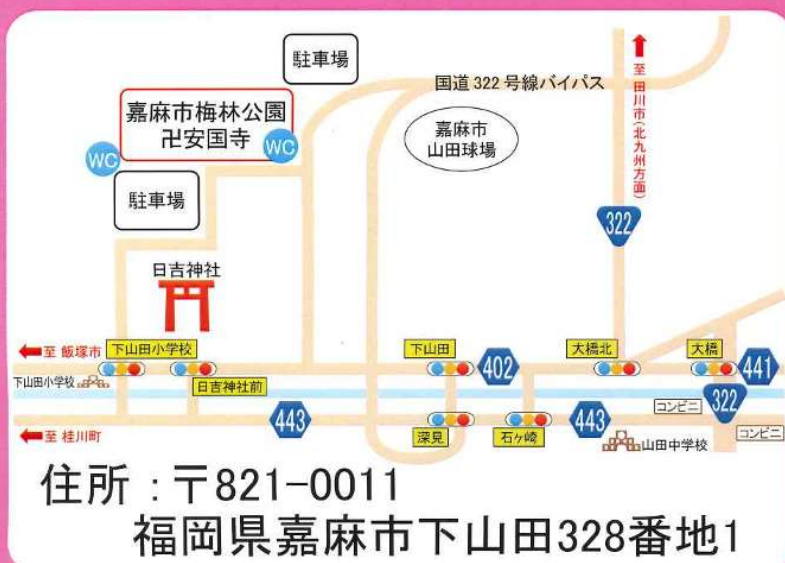 駐車場
国道322号線バイパス
至 田川市(北九州方面)
嘉麻市梅林公園
卍安国寺
WC
WC
嘉麻市
山田球場
駐車場
322
日吉神社
至 飯塚市
下山田小学校
下山田
402
大橋北
大橋
441
下山田小学校
日吉神社前
443
443
322
コンビニ
至 桂川町
深見
石ヶ崎
山田中学校
コンビニ
住所:〒821-0011
福岡県嘉麻市下山田328番地1